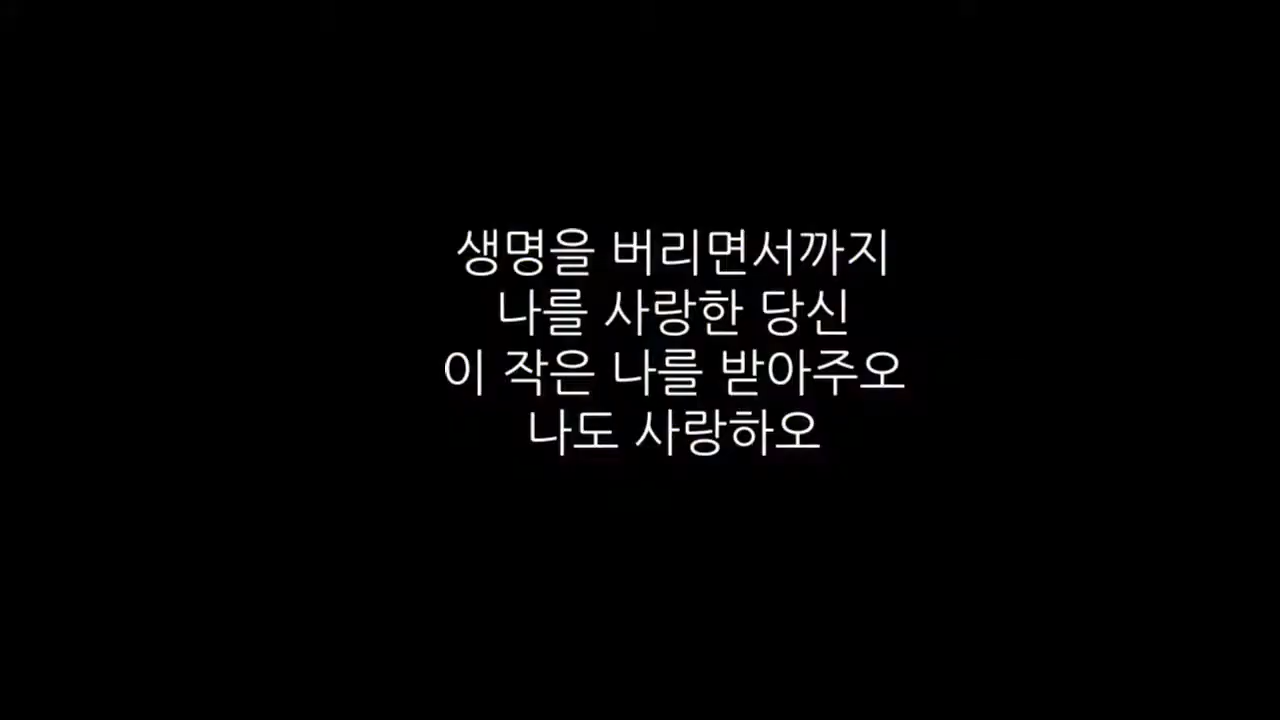 생명을 버리면서까지
나를 사랑한 당신
이 작은 나를 받아주오
나도 사랑하오